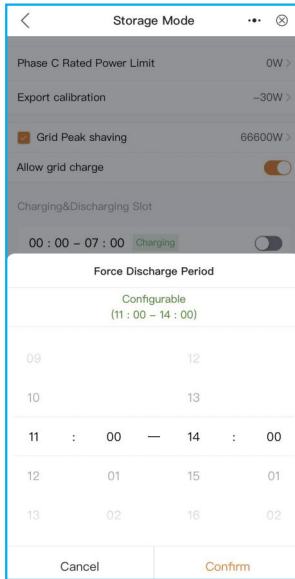 Storage Mode
Phase C Rated Power Limit 0W
Export calibration -30W
Grid Peak shaving 66600W
Allow grid charge
Charging&Discharging Slot
00 : 00 – 07 : 00 Charging
Force Discharge Period
Configurable
(11 : 00 – 14 : 00)
09 12
10 13
11 : 00 — 14 : 00
12 01 15 01
13 02 16 02
Cancel Confirm